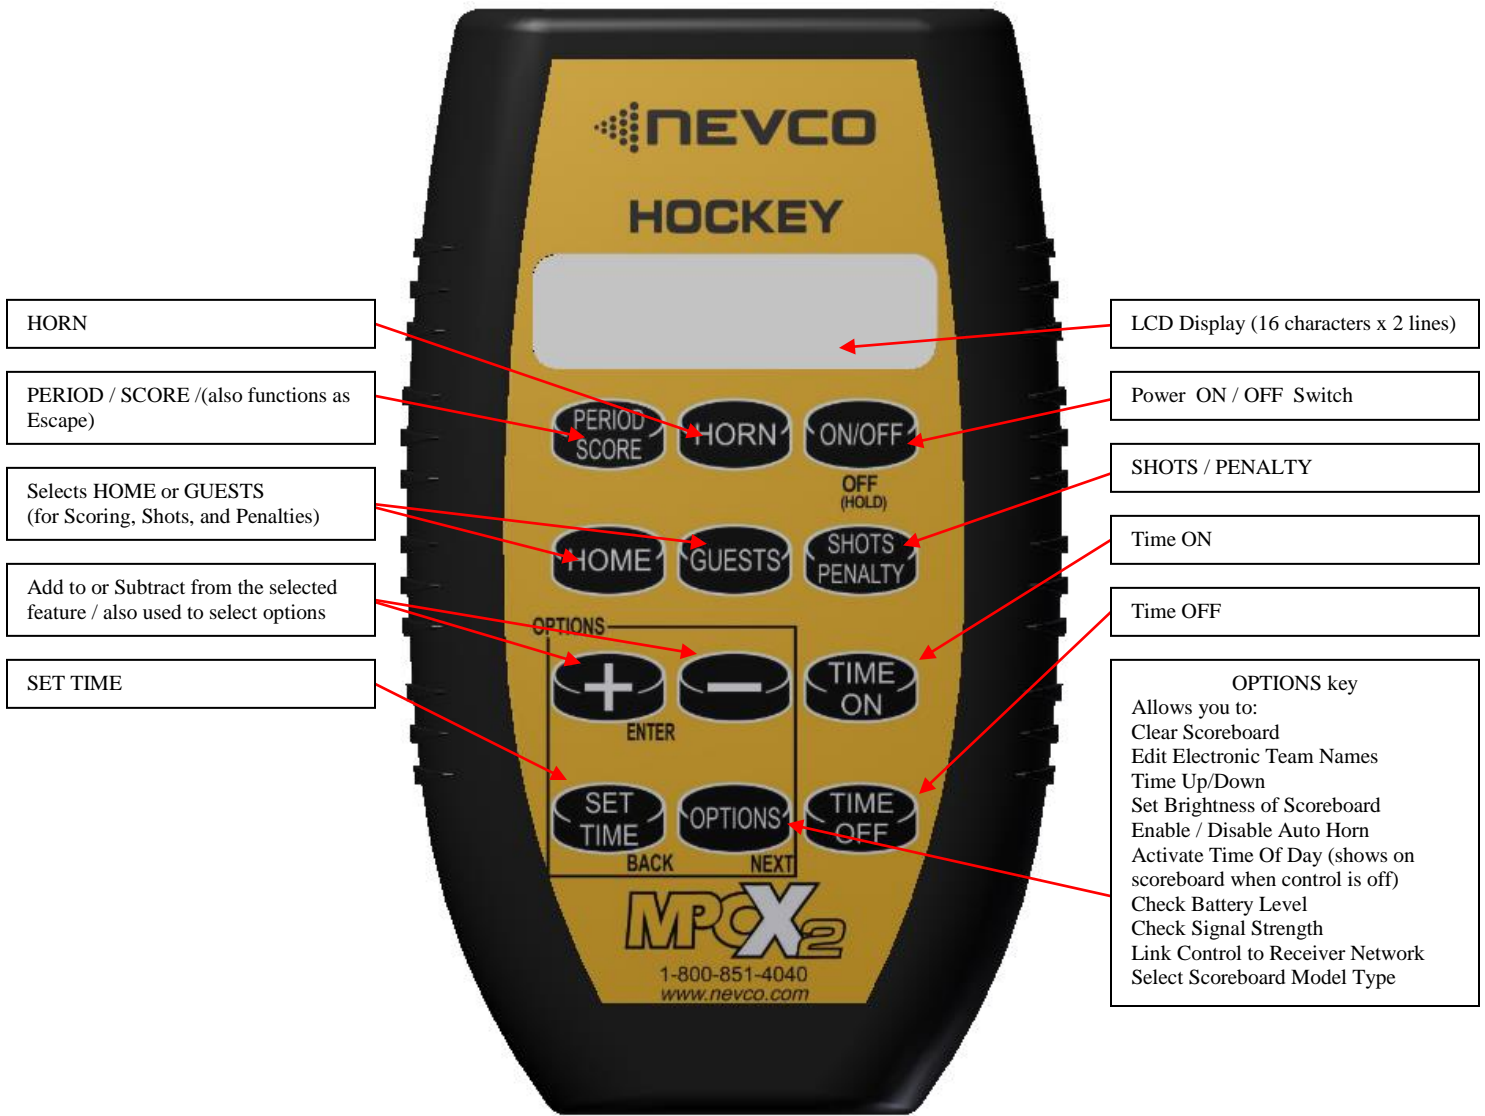 NEVCO
HOCKEY
HORN
PERIOD / SCORE /(also functions as
Escape)
Selects HOME or GUESTS
(for Scoring, Shots, and Penalties)
Add to or Subtract from the selected
feature / also used to select options
SET TIME
PERIOD
SCORE
HORN
ON/OFF
OFF
(HOLD)
HOME
GUESTS
SHOTS
PENALTY
OPTIONS
+
−
ENTER
TIME
ON
SET
TIME
BACK
OPTIONS
NEXT
TIME
OFF
MPCX2
1-800-851-4040
www.nevco.com
LCD Display (16 characters x 2 lines)
Power ON / OFF Switch
SHOTS / PENALTY
Time ON
Time OFF
OPTIONS key
Allows you to:
Clear Scoreboard
Edit Electronic Team Names
Time Up/Down
Set Brightness of Scoreboard
Enable / Disable Auto Horn
Activate Time Of Day (shows on
scoreboard when control is off)
Check Battery Level
Check Signal Strength
Link Control to Receiver Network
Select Scoreboard Model Type